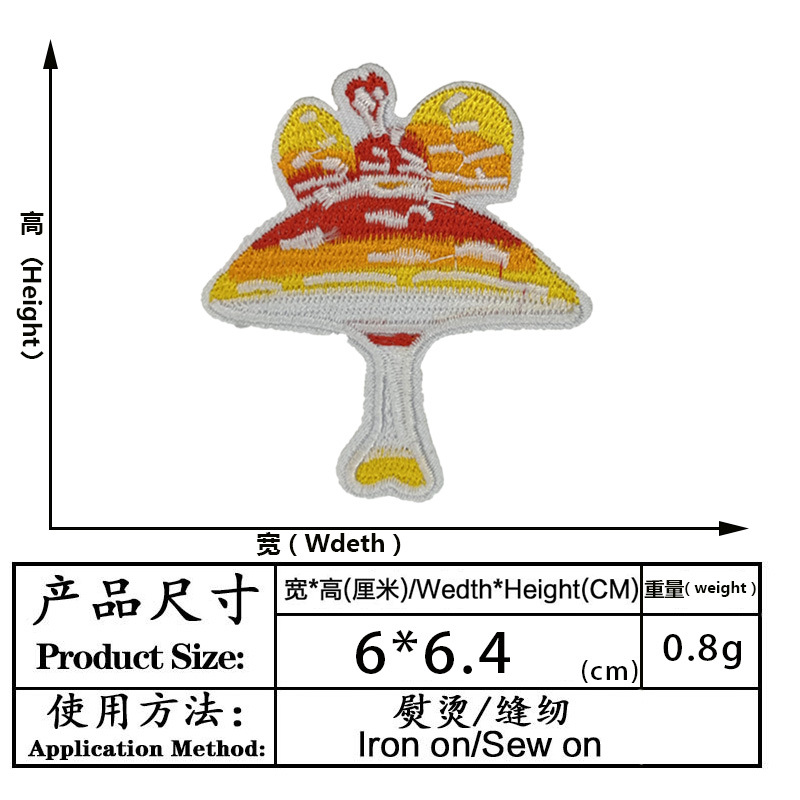 高
(Height)
宽 ( Wdeth )
产品尺寸
Product Size:
宽*高(厘米)/Wedth*Height(CM)
重量( weight )
6*6.4 (cm)
0.8g
使用方法:
Application Method:
熨烫/缝纫
Iron on/Sew on